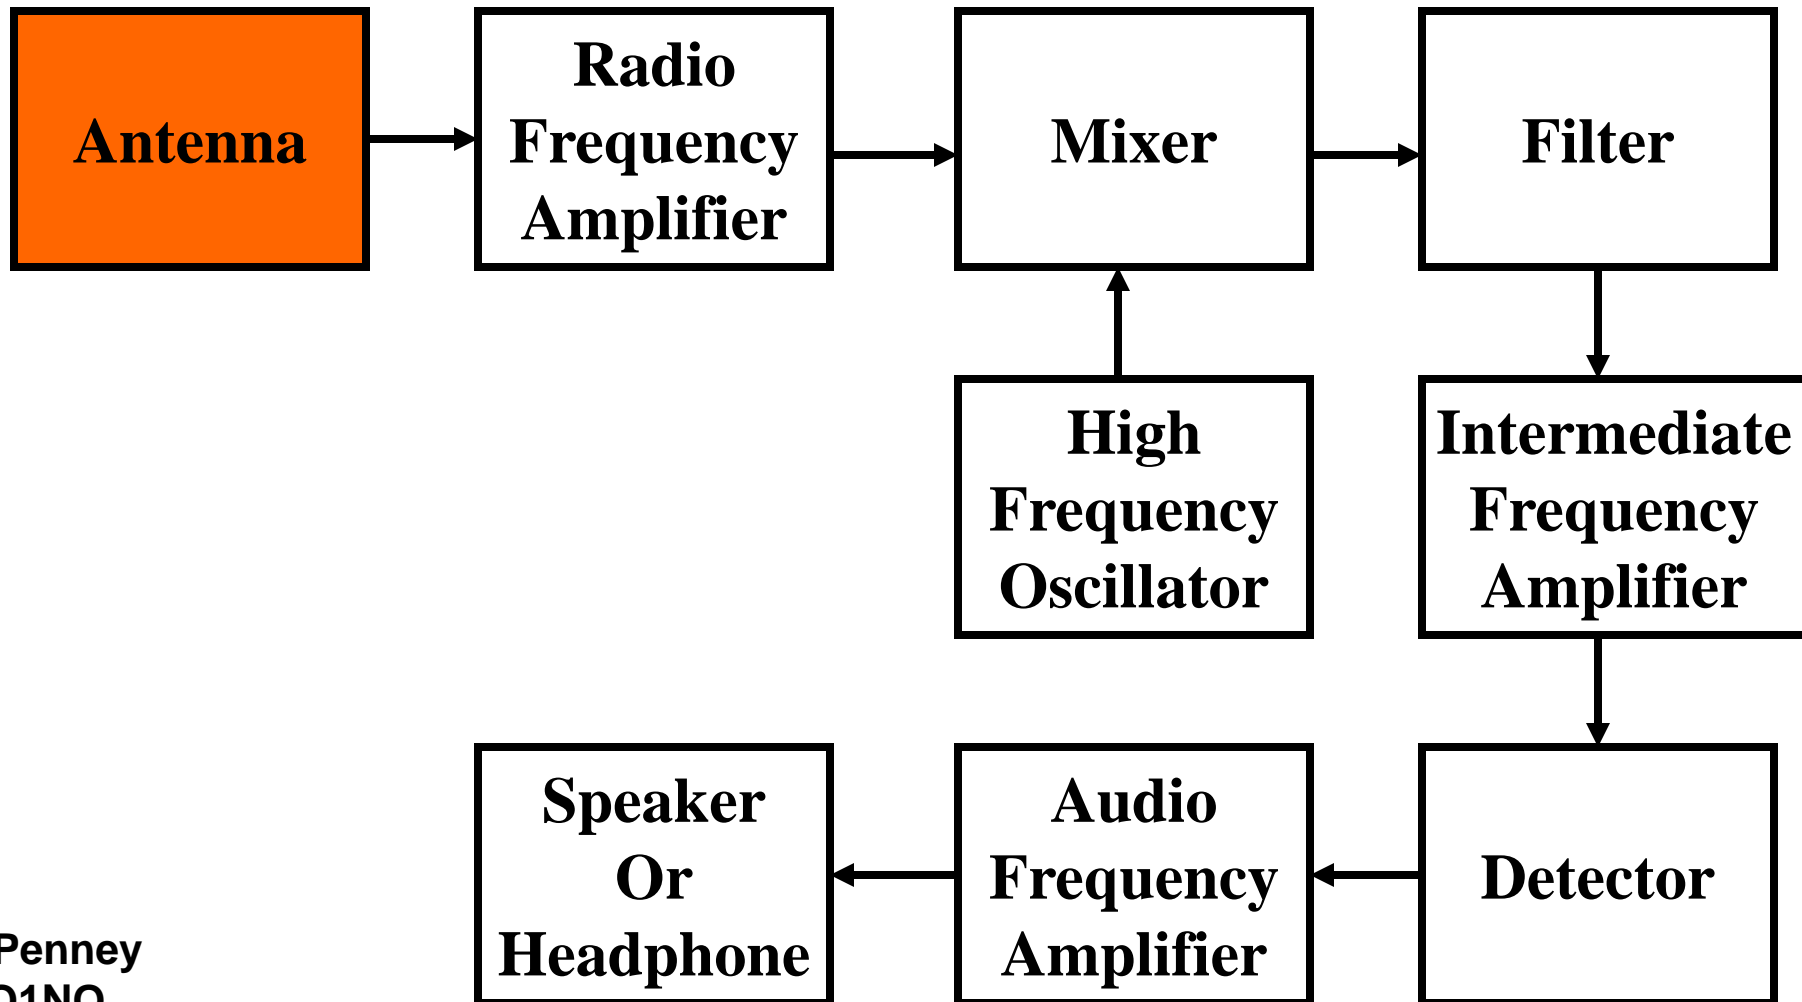 Antenna
Radio
Frequency
Amplifier
Mixer
Filter
High
Frequency
Oscillator
Intermediate
Frequency
Amplifier
Speaker
Or
Headphone
Audio
Frequency
Amplifier
Detector
Penney